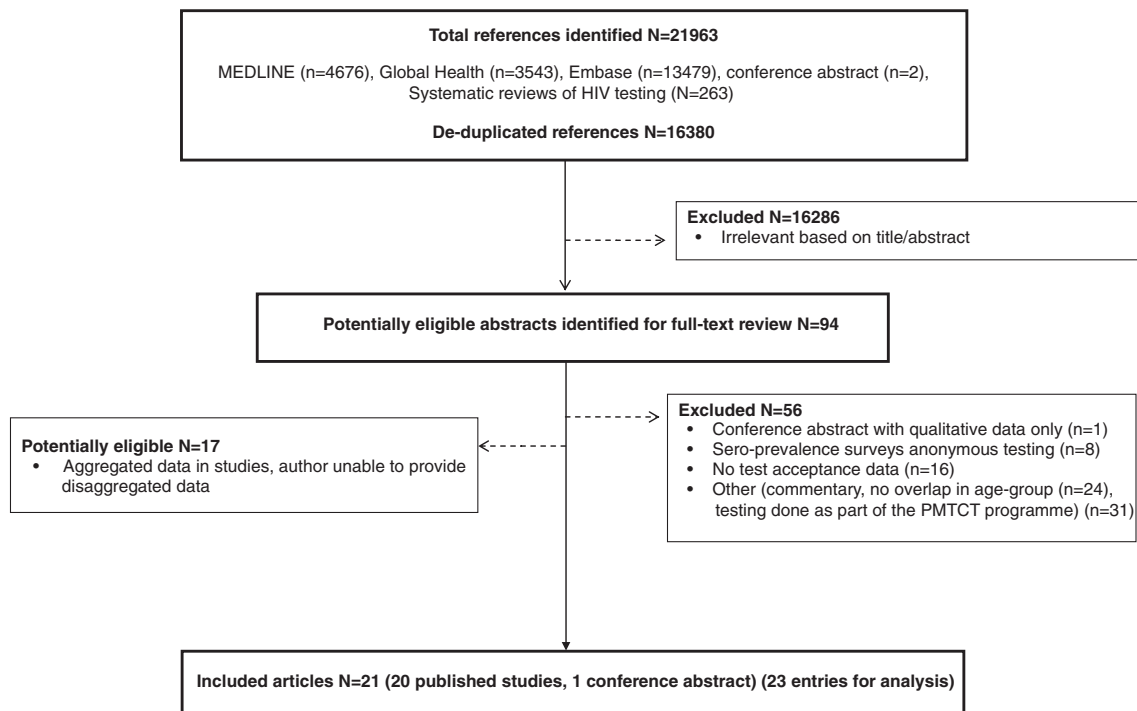 Total references identified N=21963
MEDLINE (n=4676), Global Health (n=3543), Embase (n=13479), conference abstract (n=2),
Systematic reviews of HIV testing (N=263)
De-duplicated references N=16380
Excluded N=16286
• Irrelevant based on title/abstract
Potentially eligible abstracts identified for full-text review N=94
Potentially eligible N=17
• Aggregated data in studies, author unable to provide
disaggregated data
Excluded N=56
• Conference abstract with qualitative data only (n=1)
• Sero-prevalence surveys anonymous testing (n=8)
• No test acceptance data (n=16)
• Other (commentary, no overlap in age-group (n=24),
testing done as part of the PMTCT programme) (n=31)
Included articles N=21 (20 published studies, 1 conference abstract) (23 entries for analysis)